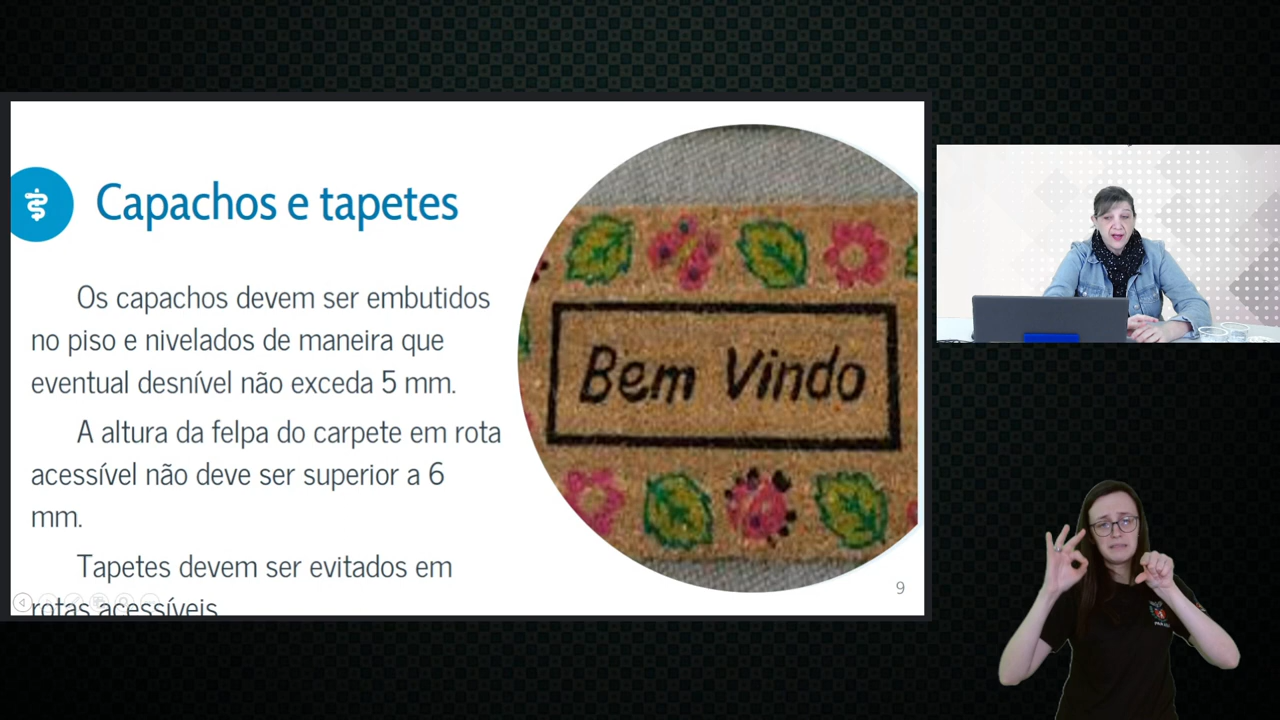 Capachos e tapetes
Os capachos devem ser embutidos
no piso e nivelados de maneira que
eventual desnível não exceda 5 mm.
A altura da felpa do carpete em rota
acessível não deve ser superior a 6
mm.
Tapetes devem ser evitados em
rotas acessíveis
Bem Vindo
9